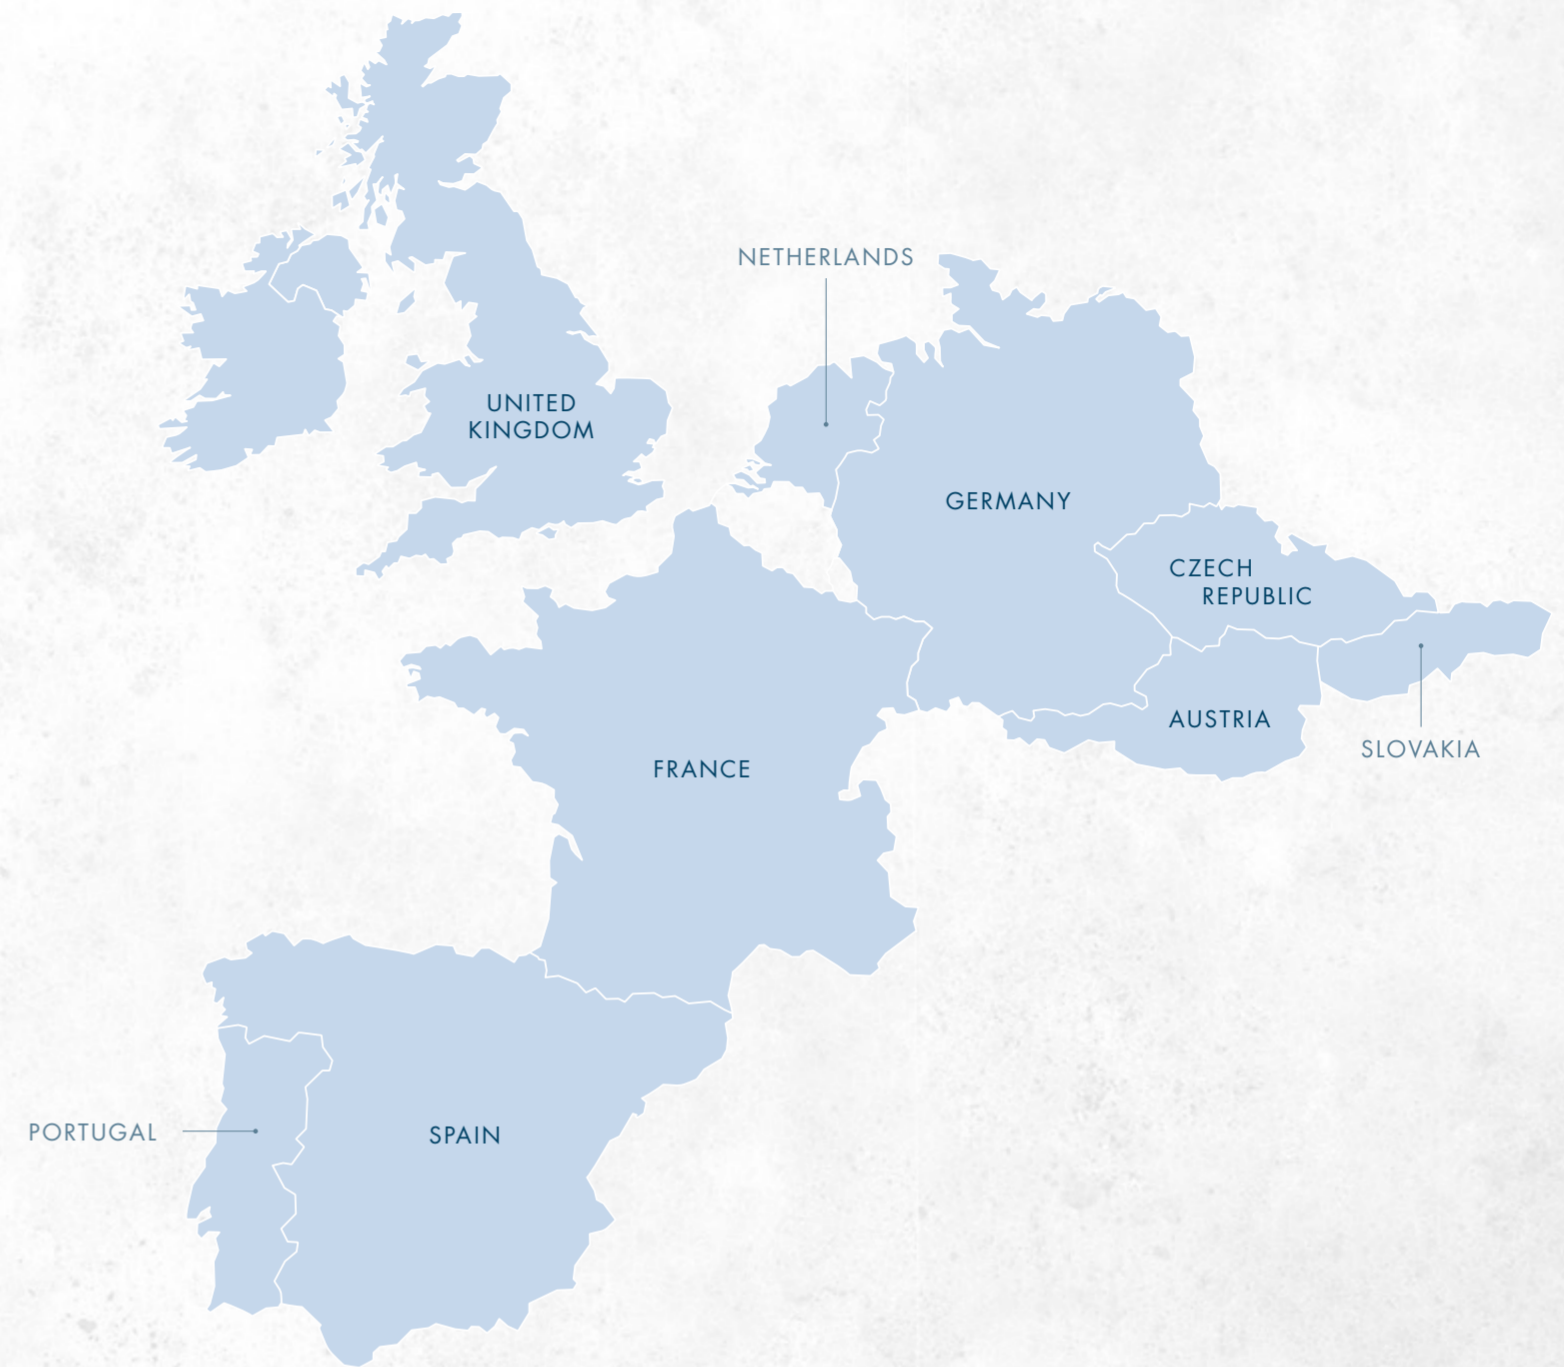 NETHERLANDS
UNITED
KINGDOM
GERMANY
CZECH
REPUBLIC
AUSTRIA
SLOVAKIA
FRANCE
PORTUGAL
SPAIN